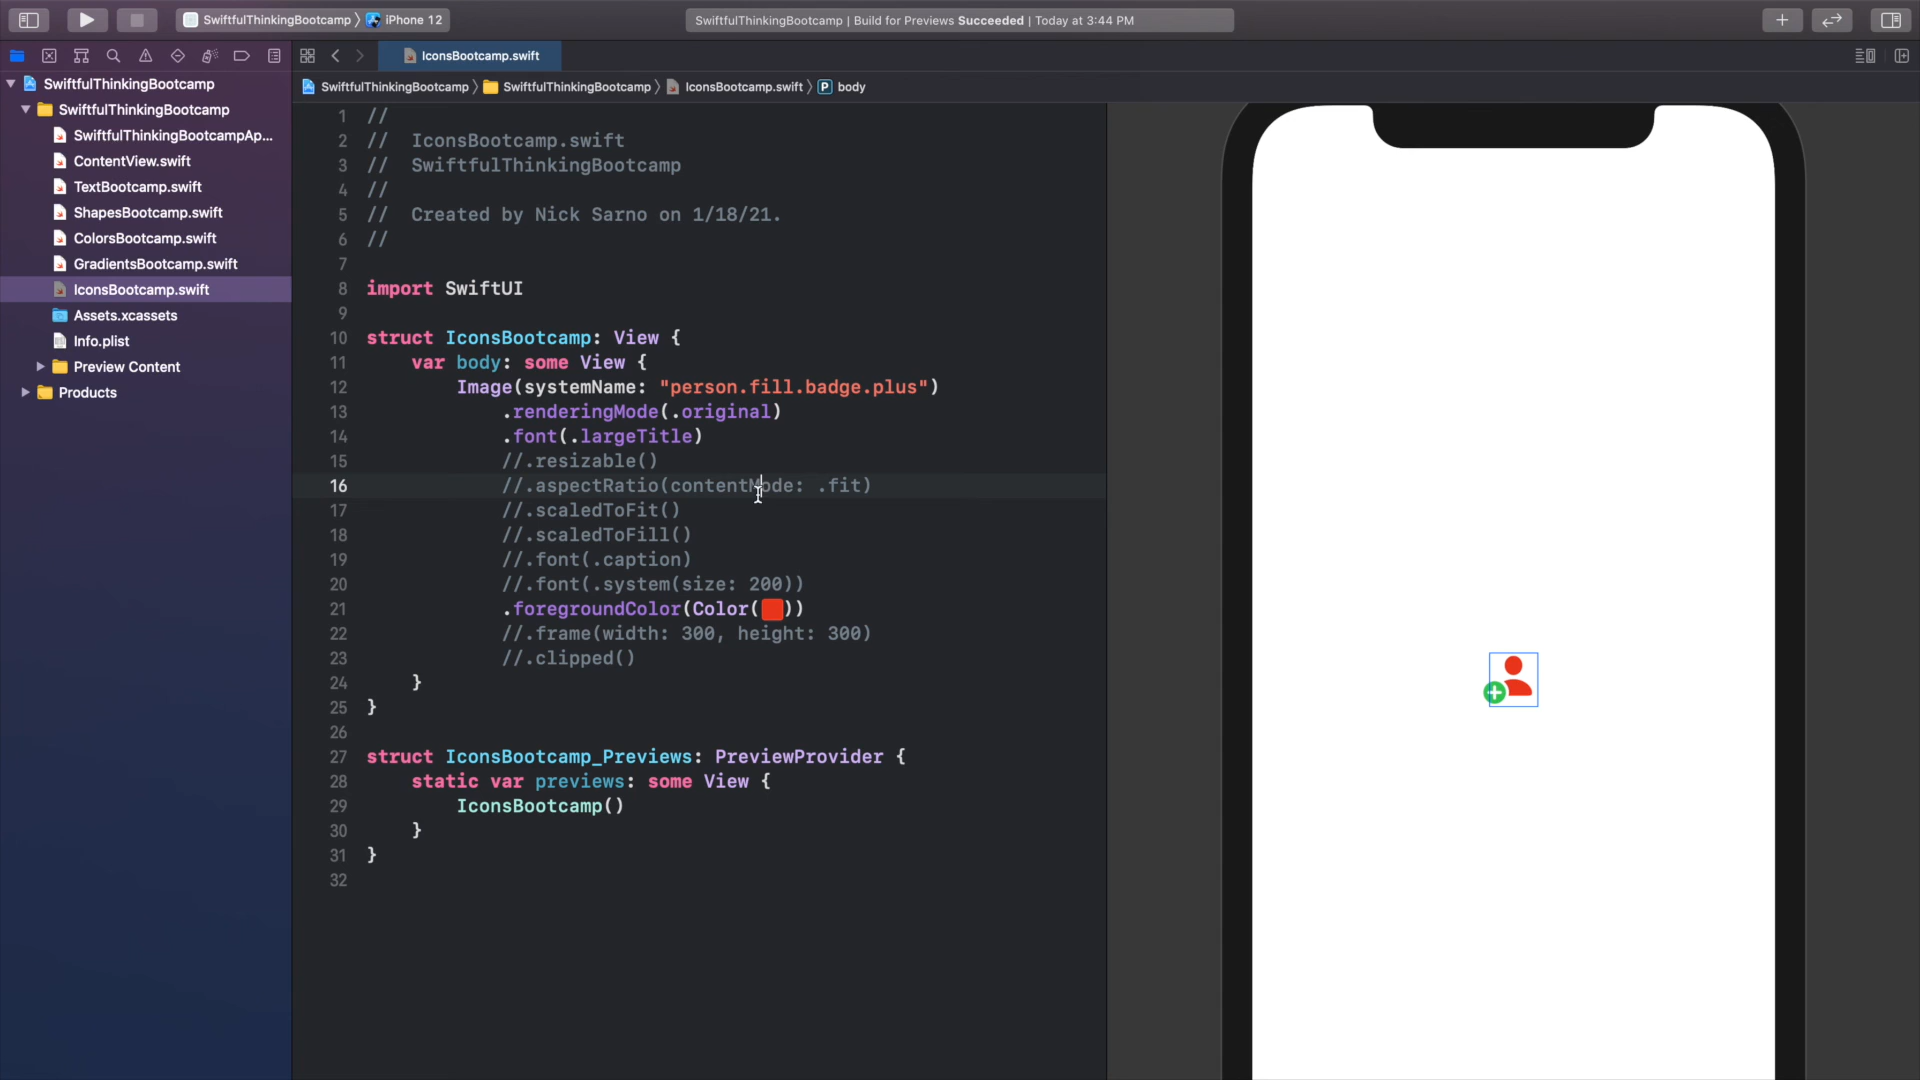 SwiftfulThinkingBootcamp 〉 iPhone 12
SwiftfulThinkingBootcamp | Build for Previews Succeeded | Today at 3:44 PM
IconsBootcamp.swift
SwiftfulThinkingBootcamp 〉 SwiftfulThinkingBootcamp 〉 IconsBootcamp.swift 〉 P body
SwiftfulThinkingBootcamp
SwiftfulThinkingBootcamp
SwiftfulThinkingBootcampAp...
ContentView.swift
TextBootcamp.swift
ShapesBootcamp.swift
ColorsBootcamp.swift
GradientsBootcamp.swift
IconsBootcamp.swift
Assets.xcassets
Info.plist
Preview Content
Products
1 //
2 // IconsBootcamp.swift
3 // SwiftfulThinkingBootcamp
4 //
5 // Created by Nick Sarno on 1/18/21.
6 //
7
8 import SwiftUI
9
10 struct IconsBootcamp: View {
11 var body: some View {
12 Image(systemName: "person.fill.badge.plus")
13 .renderingMode(.original)
14 .font(.largeTitle)
15 //.resizable()
16 //.aspectRatio(contentMode: .fit)
17 //.scaledToFit()
18 //.scaledToFill()
19 //.font(.caption)
20 //.font(.system(size: 200))
21 .foregroundColor(Color())
22 //.frame(width: 300, height: 300)
23 //.clipped()
24 }
25 }
26
27 struct IconsBootcamp_Previews: PreviewProvider {
28 static var previews: some View {
29 IconsBootcamp()
30 }
31 }
32